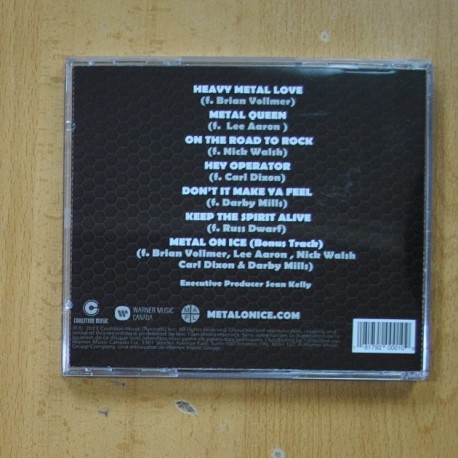 HEAVY METAL LOVE
(f. Brian Vollmer)
METAL QUEEN
(f. Lee Aaron )
ON THE ROAD TO ROCK
(f. Nick Walsh)
HEY OPERATOR
(f. Carl Dixon)
DON'T IT MAKE YA FEEL
(f. Darby Mills)
KEEP THE SPIRIT ALIVE
(f. Russ Dwarf)
METAL ON ICE (Bonus Track)
(f. Brian Vollmer, Lee Aaron , Nick Walsh
Carl Dixon & Darby Mills)
Executive Producer Sean Kelly
COALITION MUSIC
WARNER MUSIC
CANADA
METALONICE.COM